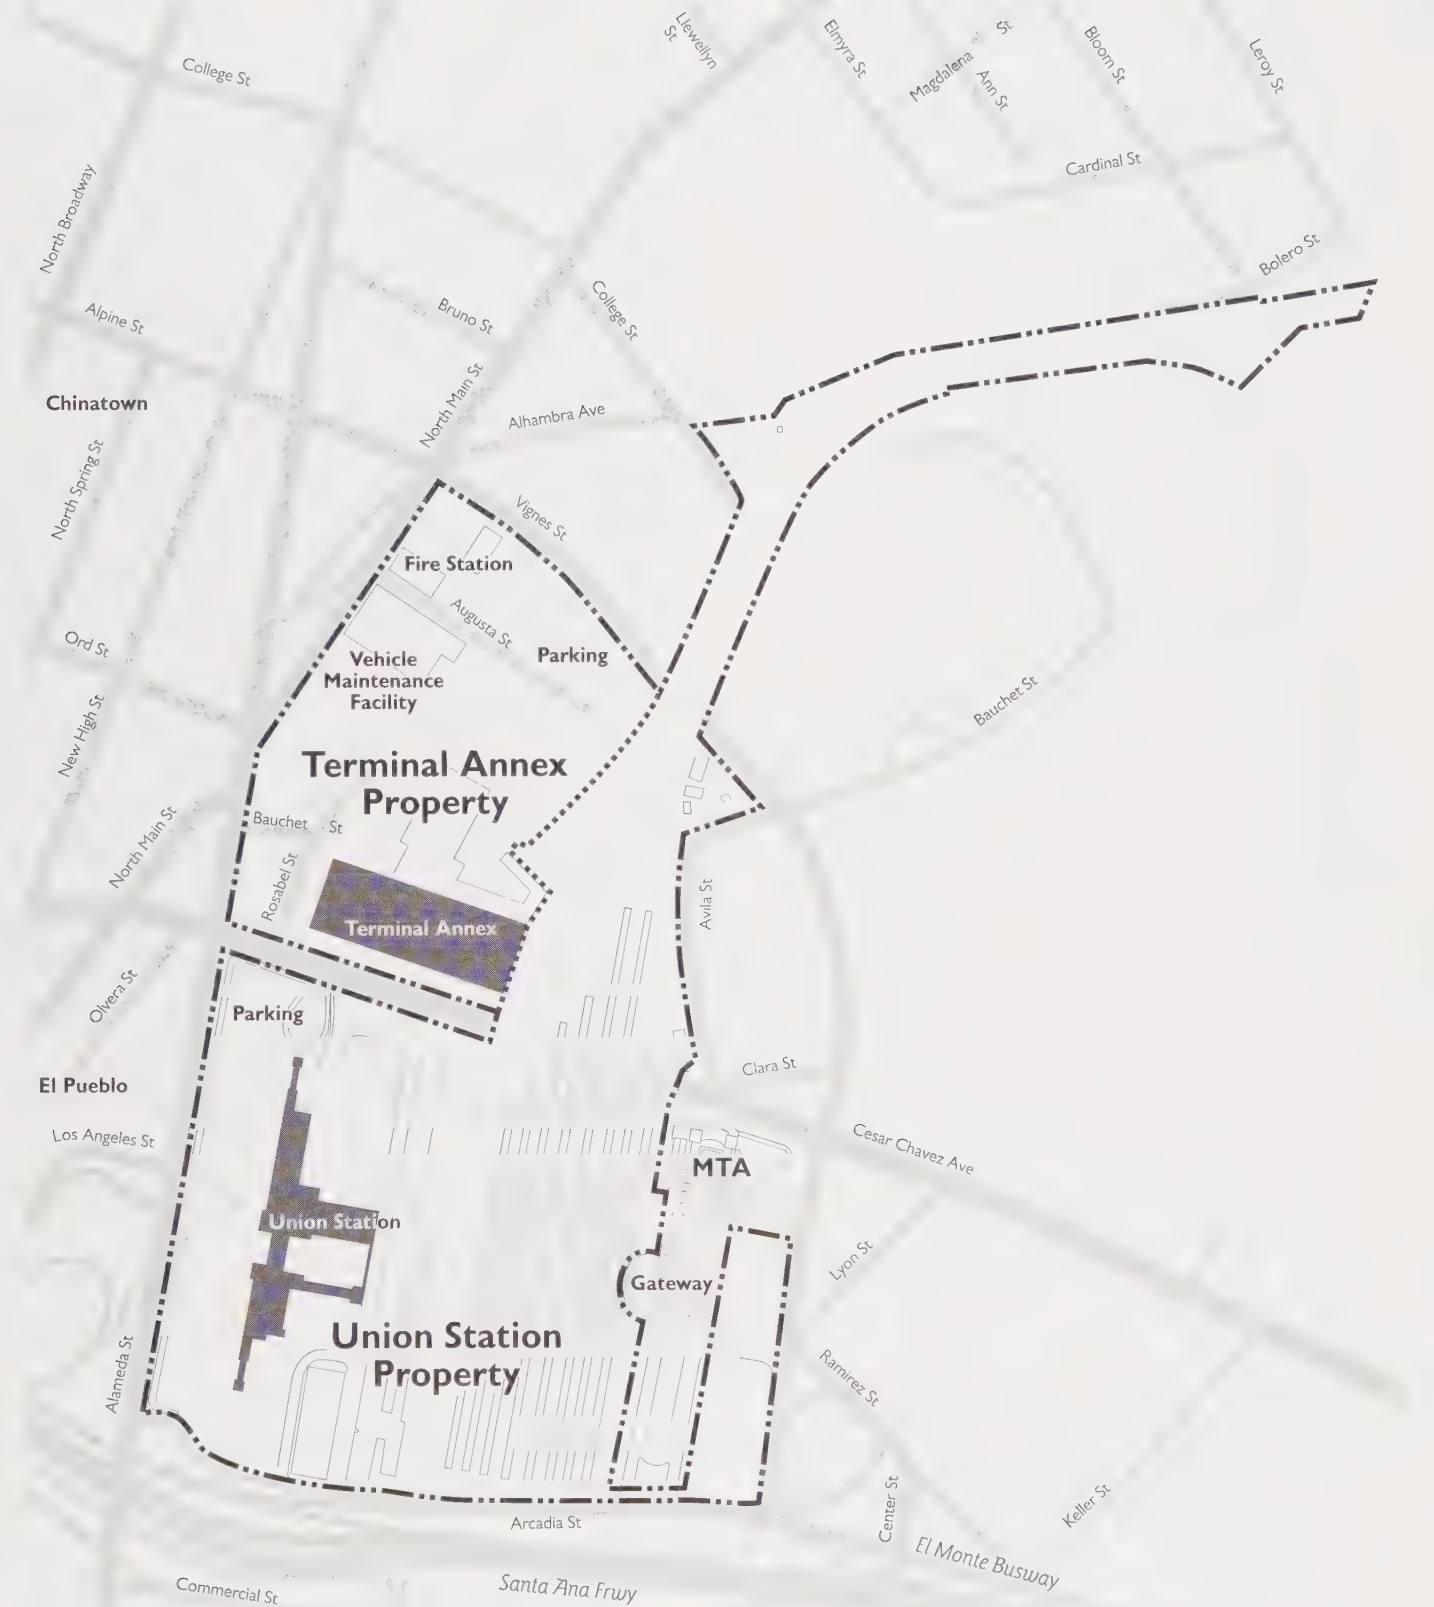 Llewellyn
St
Elmyra St
Magdalena
St
Ann St
Bloom St
Leroy St
College St
Cardinal St
North Broadway
Bolero St
College St
Alpine St
Bruno St
Chinatown
North Main St
Alhambra Ave
North Spring St
Vignes St
Fire Station
Augusta St
Ord St
Parking
Vehicle
Maintenance
Facility
Bauchet St
New High St
Terminal Annex
Property
Bauchet St
North Main St
Rosabel St
Avila St
Terminal Annex
Olvera St
Parking
Clara St
El Pueblo
Los Angeles St
Cesar Chavez Ave
MTA
Union Station
Lyon St
Gateway
Union Station
Property
Alameda St
Ramirez St
Center St
Keller St
Arcadia St
El Monte Busway
Commercial St
Santa Ana Frwy